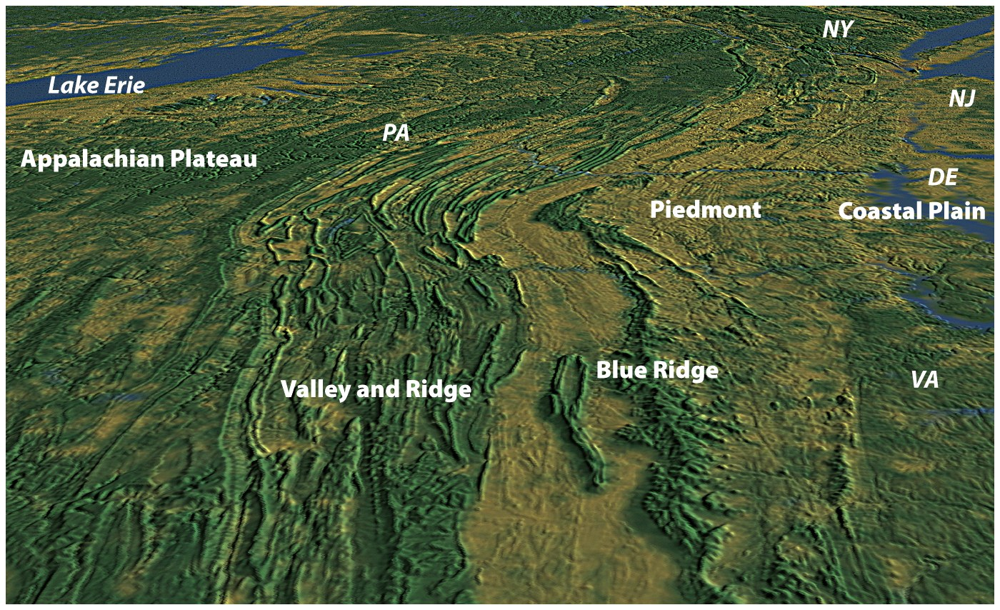 NY
Lake Erie
NJ
PA
Appalachian Plateau
DE
Piedmont
Coastal Plain
Blue Ridge
VA
Valley and Ridge